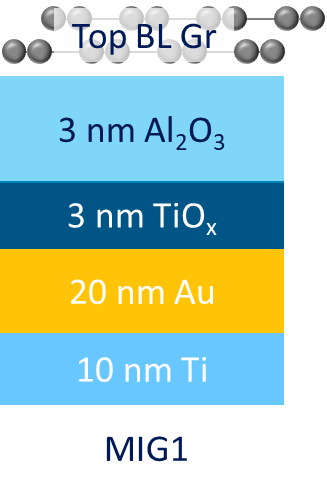 Top BL Gr
3 nm Al₂O₃
3 nm TiOₓ
20 nm Au
10 nm Ti
MIG1